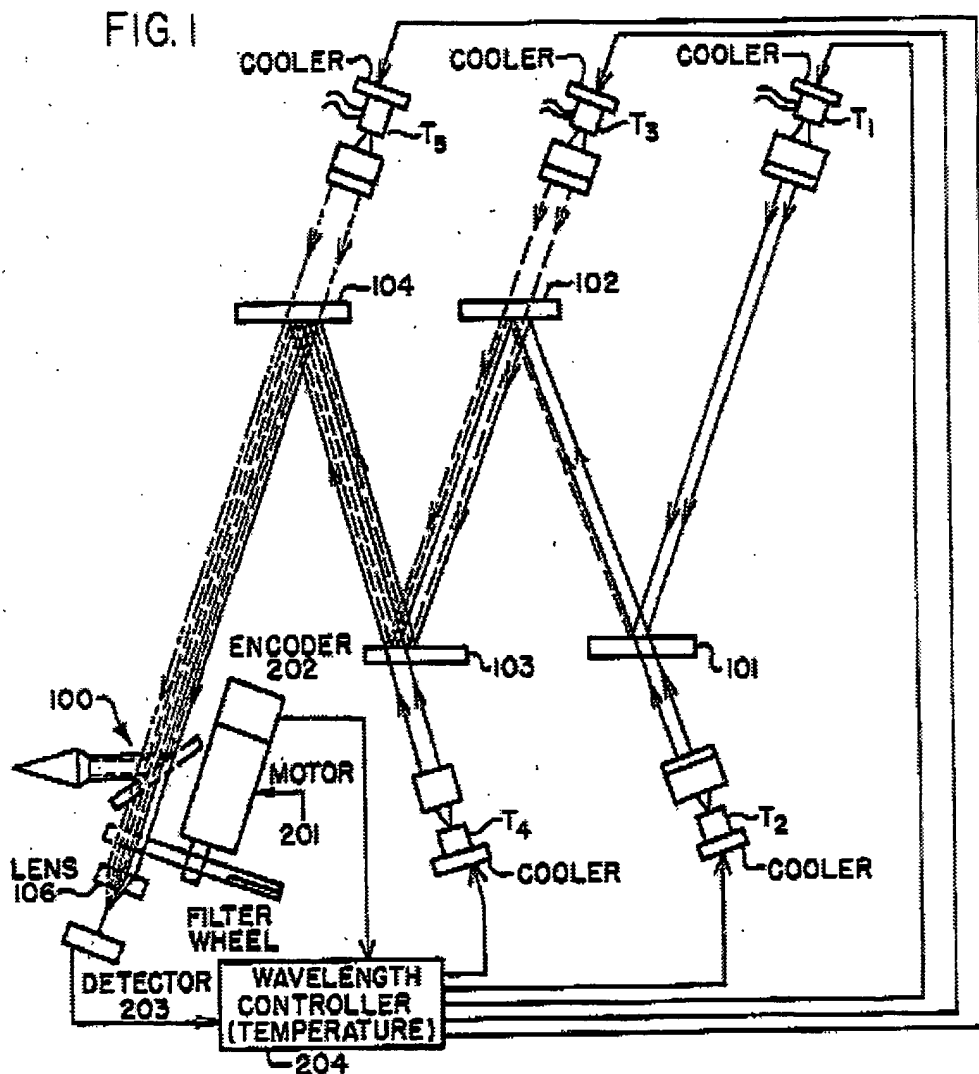 FIG. 1
COOLER
COOLER
COOLER
T5
T3
T1
104
102
103
101
ENCODER
202
100
MOTOR
201
T4
T2
COOLER
COOLER
LENS
106
FILTER
WHEEL
DETECTOR
203
WAVELENGTH
CONTROLLER
(TEMPERATURE)
204